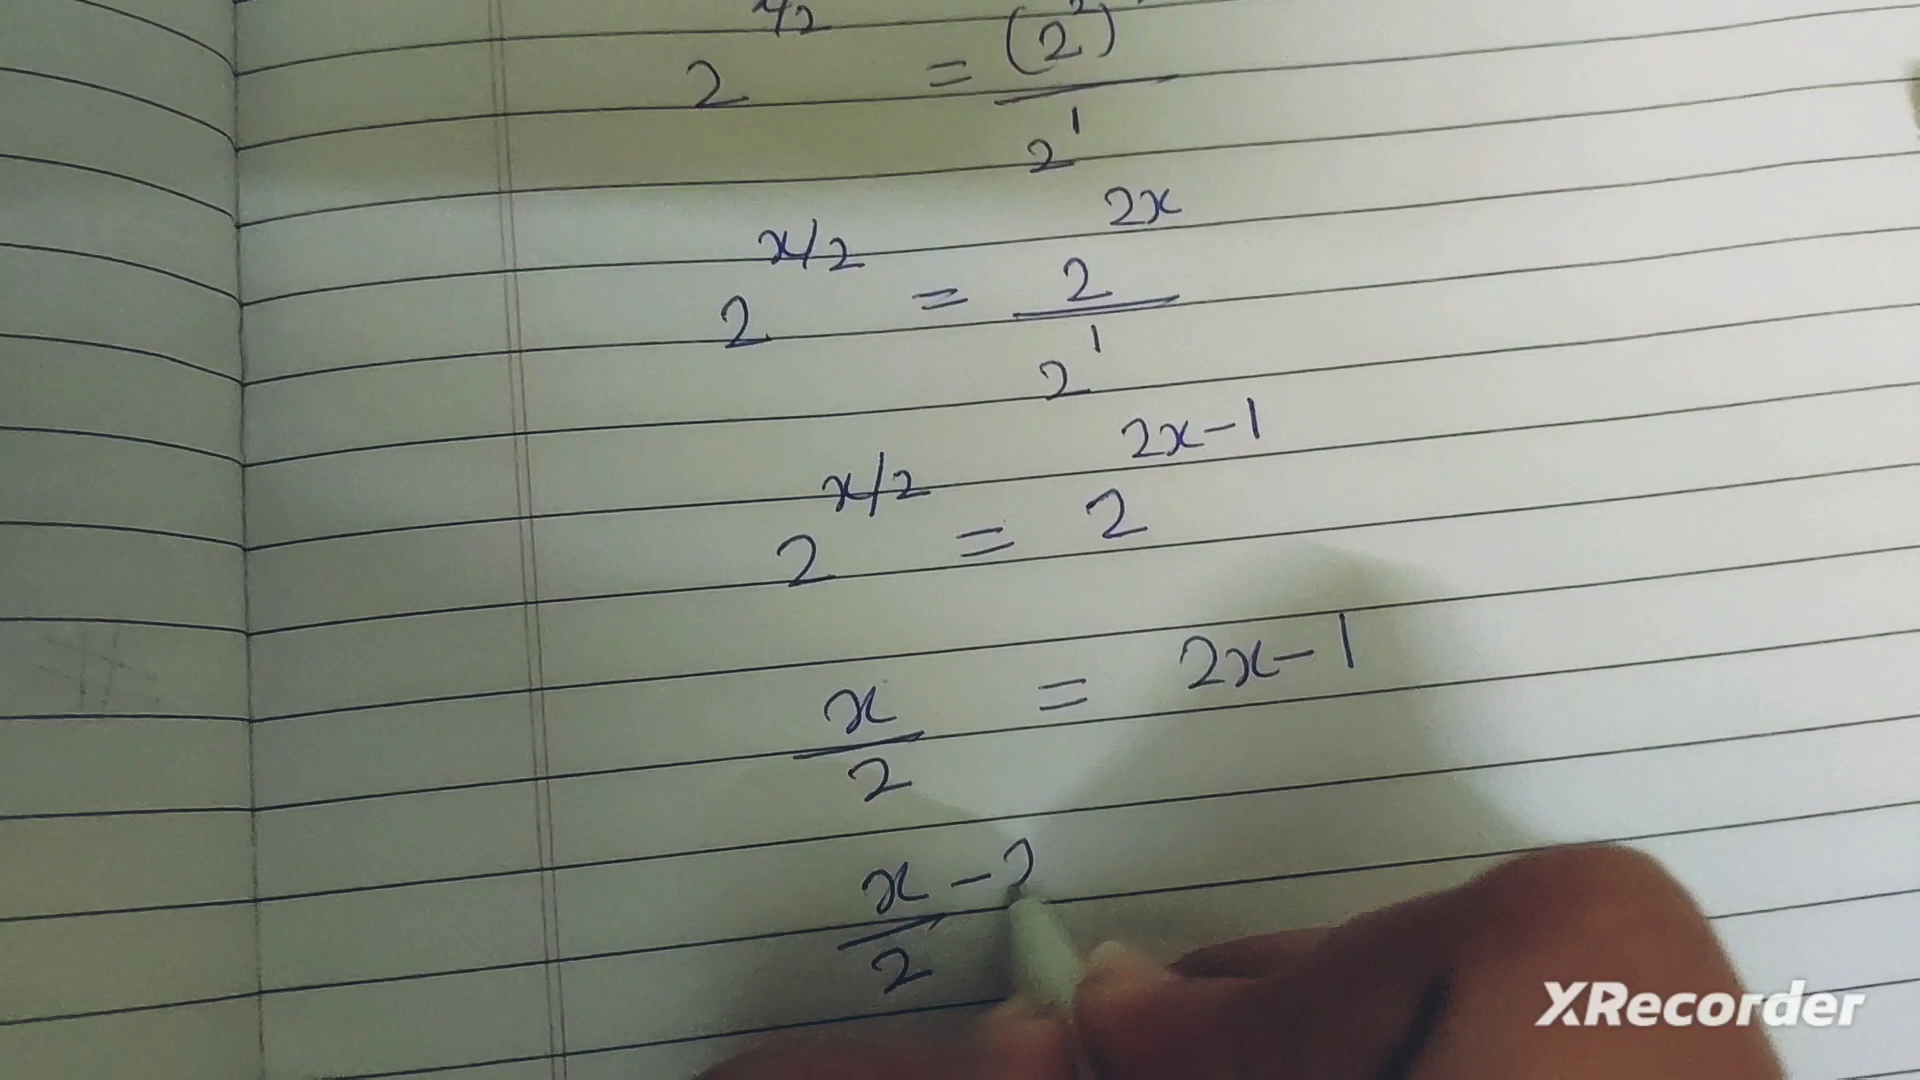 2^x/2 = (2^2) / 2^1
2^x/2 = 2^2x / 2^1
2^x/2 = 2^2x-1
x/2 = 2x-1
x/2 - 2
XRecorder